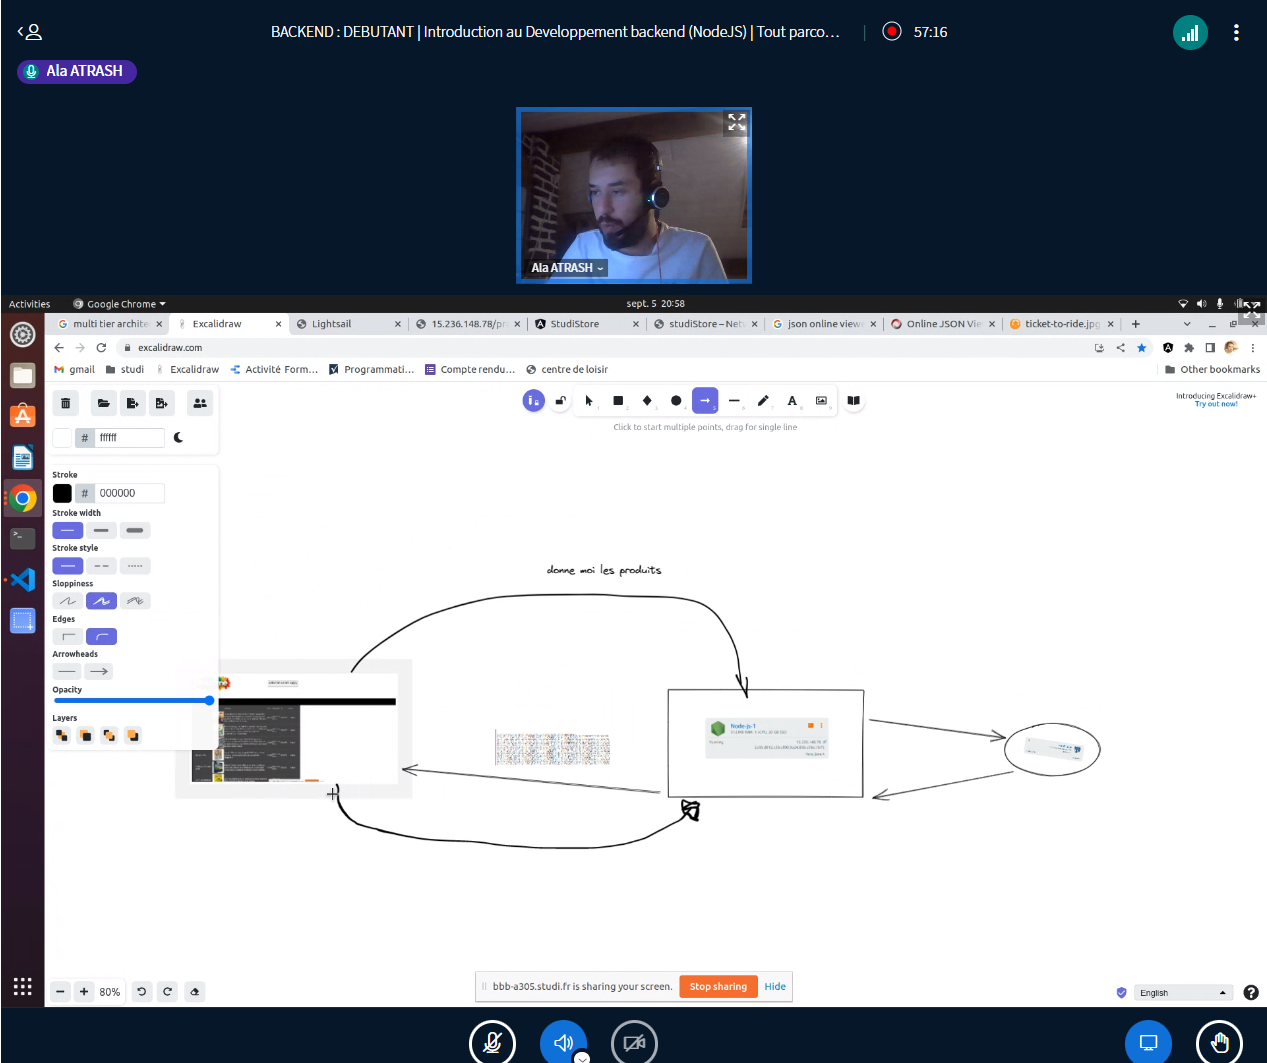 BACKEND : DEBUTANT | Introduction au Developpement backend (NodeJS) | Tout parco...
57:16
Ala ATRASH
Ala ATRASH
Activities
Google Chrome
sept. 5 20:58
multi tier archite
Excalidraw
Lightsail
15.236.148.78/pr
StudiStore
studiStore – Net
json online view
Online JSON Vie
ticket-to-ride.jpg
excalidraw.com
gmail
studi
Excalidraw
Activité Form...
Programmati...
Compte rendu...
centre de loisir
Other bookmarks
Introducing Excalidraw+
Try out now!
# ffffff
Click to start multiple points, drag for single line
Stroke
# 000000
Stroke width
Stroke style
Sloppiness
Edges
Arrowheads
Opacity
Layers
donne moi les produits
Node-js-1
80%
bbb-a305.studi.fr is sharing your screen.
Stop sharing
Hide
English